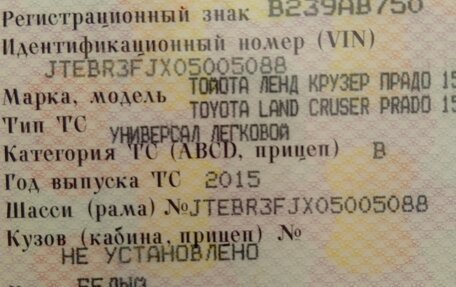 Регистрационный знак В239АВ750
Идентификационный номер (VIN)
JTEBR3FJX05005088
Марка, модель ТОЙОТА ЛЕНД КРУЗЕР ПРАДО 15
TOYOTA LAND CRUSER PRADO 15
Тип ТС УНИВЕРСАЛ ЛЕГКОВОЙ
Категория ТС (ABCD, прицеп) B
Год выпуска ТС 2015
Шасси (рама) №JTEBR3FJX05005088
Кузов (кабина, прицеп) №
НЕ УСТАНОВЛЕНО
БЕЛЫЙ